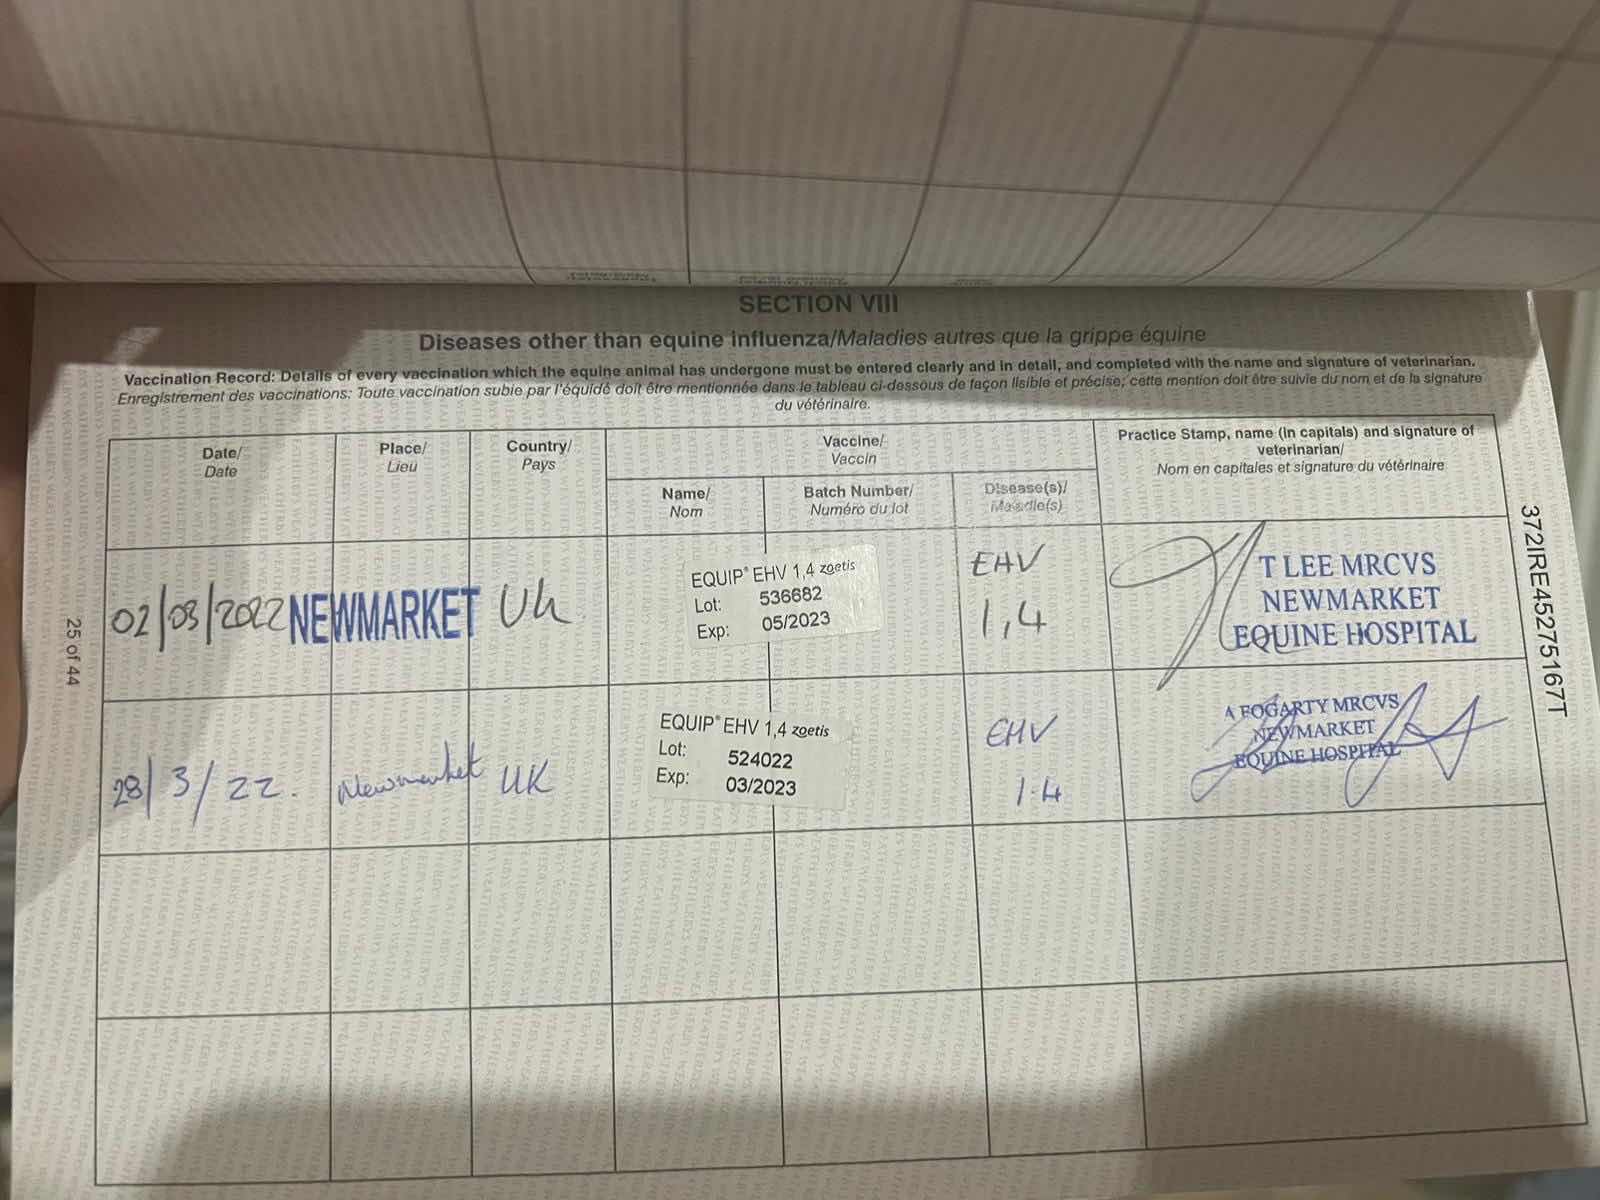 SECTION VIII
Diseases other than equine influenza/Maladies autres que la grippe équine
Vaccination Record: Details of every vaccination which the equine animal has undergone must be entered clearly and in detail, and completed with the name and signature of veterinarian.
Enregistrement des vaccinations: Toute vaccination subie par l'équidé doit être mentionnée dans le tableau ci-dessous de façon lisible et précise; cette mention doit être suivie du nom et de la signature
du vétérinaire.
Date/
Date
Place/
Lieu
Country/
Pays
Vaccine/
Vaccin
Name/
Nom
Batch Number/
Numéro du lot
Disease(s)/
Maladie(s)
Practice Stamp, name (in capitals) and signature of
veterinarian/
Nom en capitales et signature du vétérinaire
02/03/2022 NEWMARKET Uk
EQUIP® EHV 1,4 zoetis
Lot: 536682
Exp: 05/2023
EHV
1,4
T LEE MRCVS
NEWMARKET
EQUINE HOSPITAL
28/3/22. Newmarket UK
EQUIP® EHV 1,4 zoetis
Lot: 524022
Exp: 03/2023
EHV
1.4
A FOGARTY MRCVS
NEWMARKET
EQUINE HOSPITAL
25 of 44
372IRE45275167T